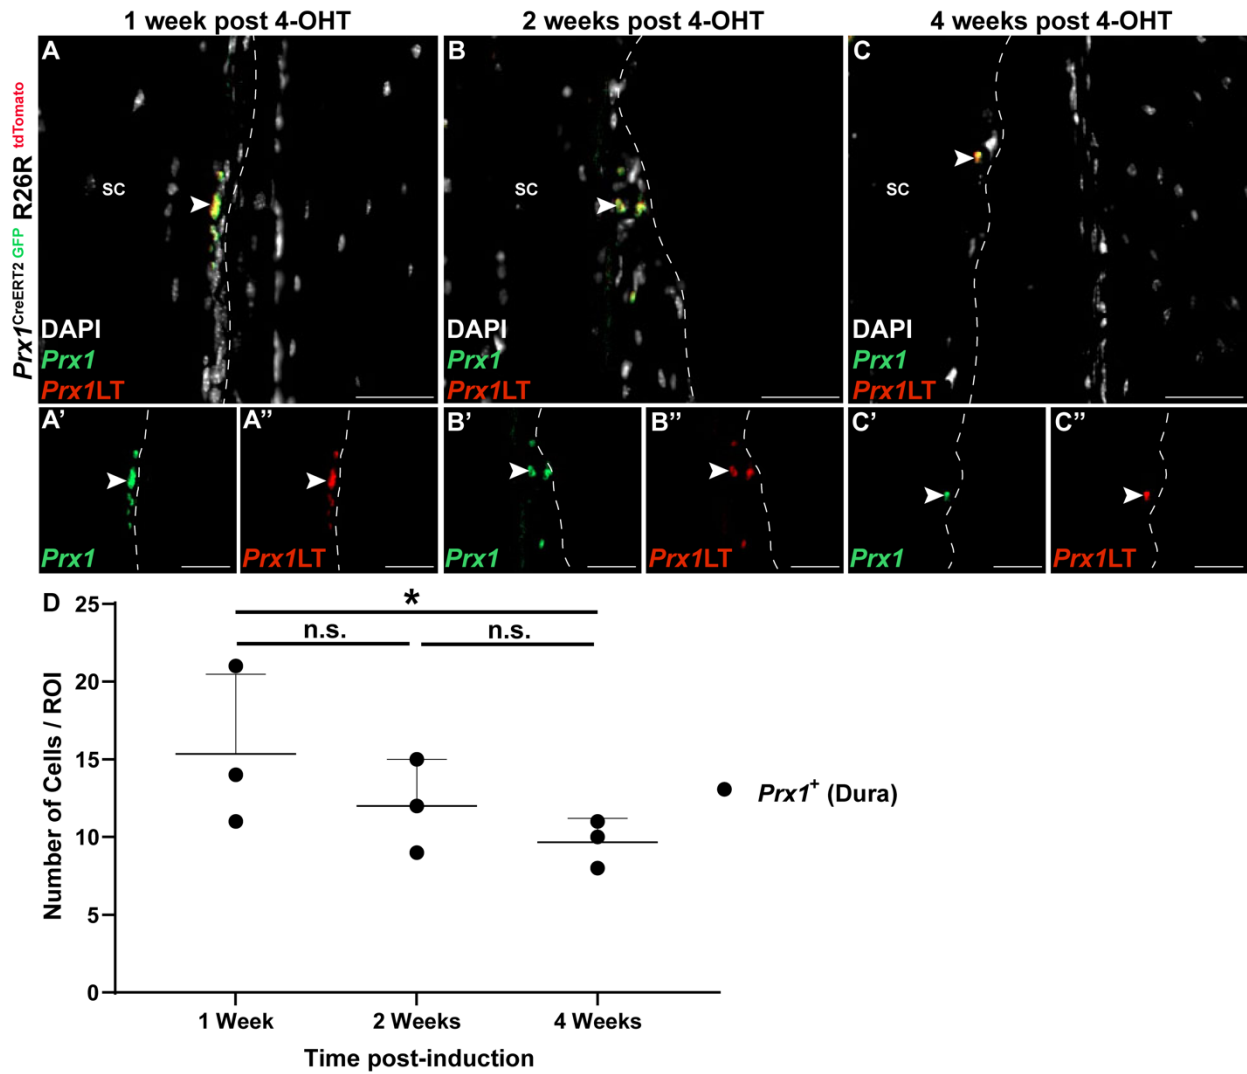 1 week post 4-OHT
2 weeks post 4-OHT
4 weeks post 4-OHT
Prx1CreERT2 GFP R26R tdTomato
A
SC
DAPI
Prx1
Prx1LT
B
SC
DAPI
Prx1
Prx1LT
C
SC
DAPI
Prx1
Prx1LT
A'
Prx1
A''
Prx1LT
B'
Prx1
B''
Prx1LT
C'
Prx1
C''
Prx1LT
D
Number of Cells / ROI
25
20
15
10
5
0
*
n.s.
n.s.
Prx1+ (Dura)
1 Week
2 Weeks
4 Weeks
Time post-induction